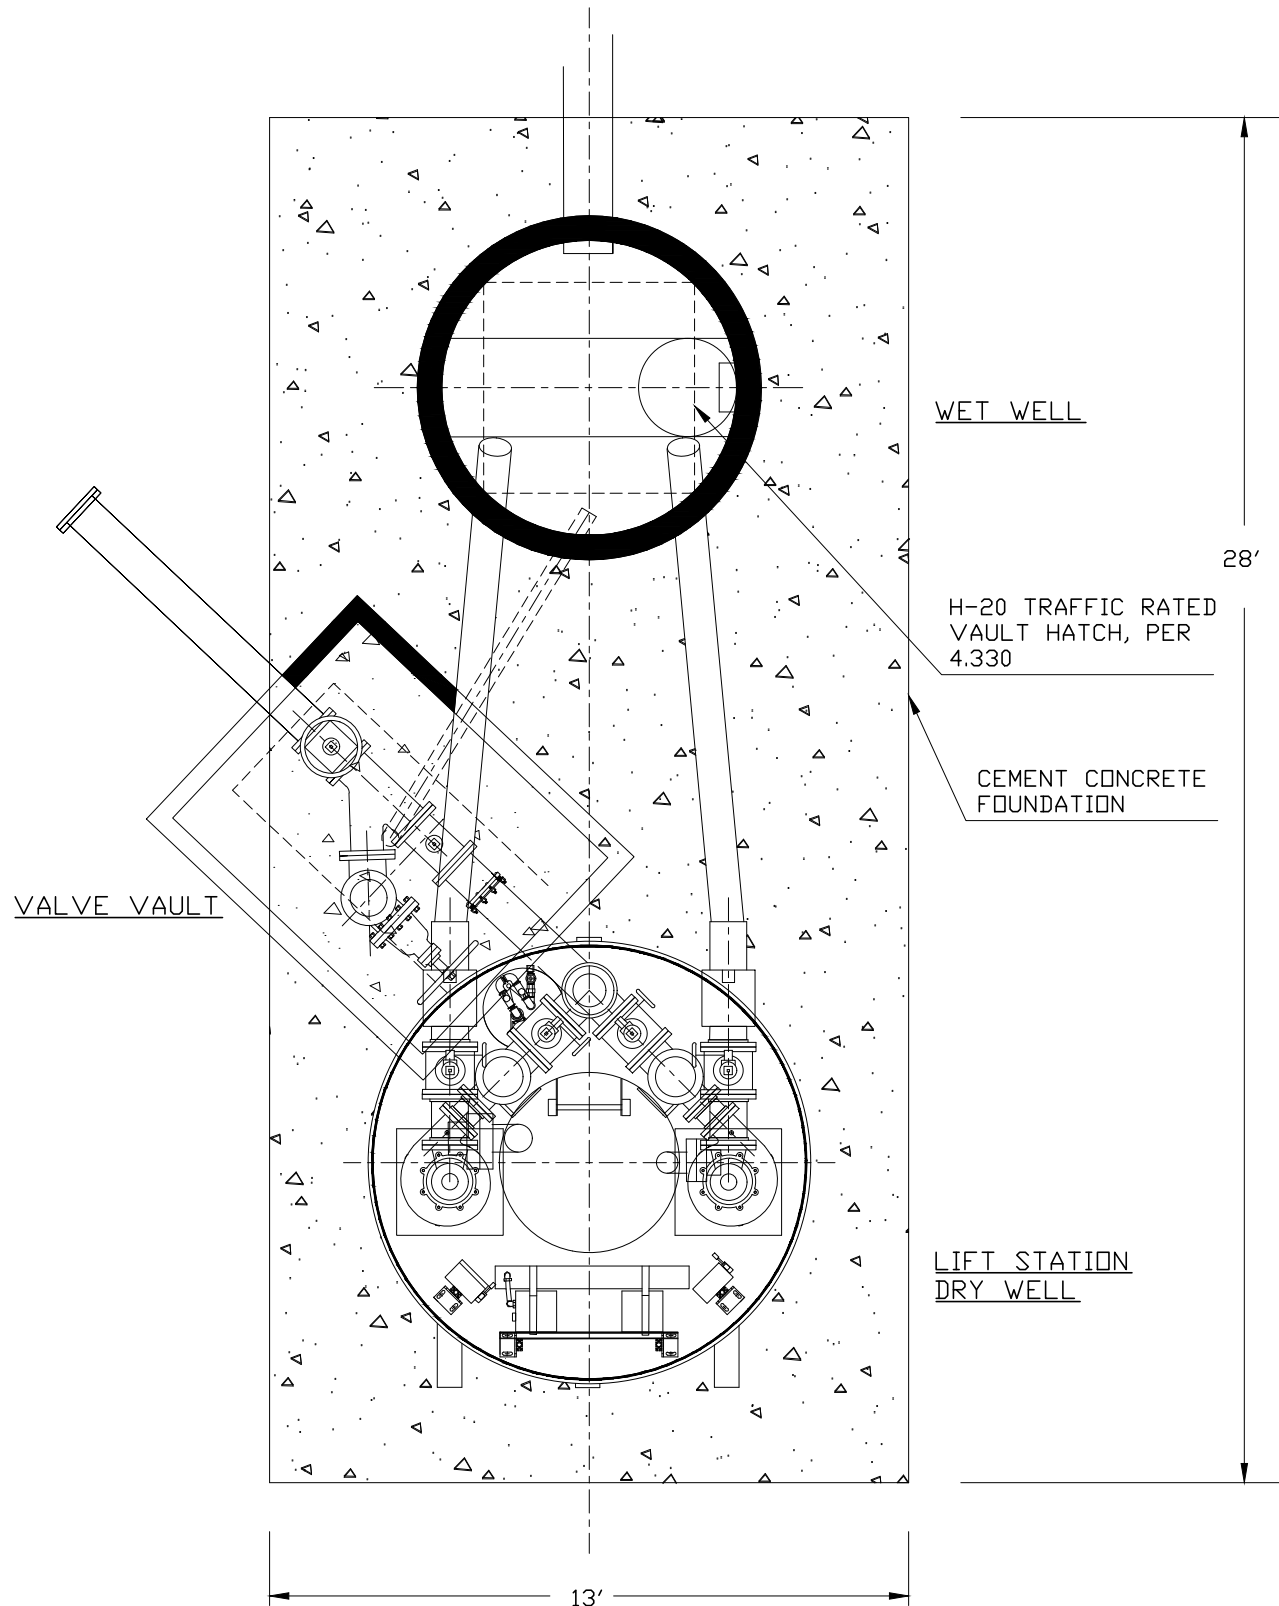 WET WELL
28'
H-20 TRAFFIC RATED
VAULT HATCH, PER
4.330
CEMENT CONCRETE
FOUNDATION
VALVE VAULT
LIFT STATION
DRY WELL
13'